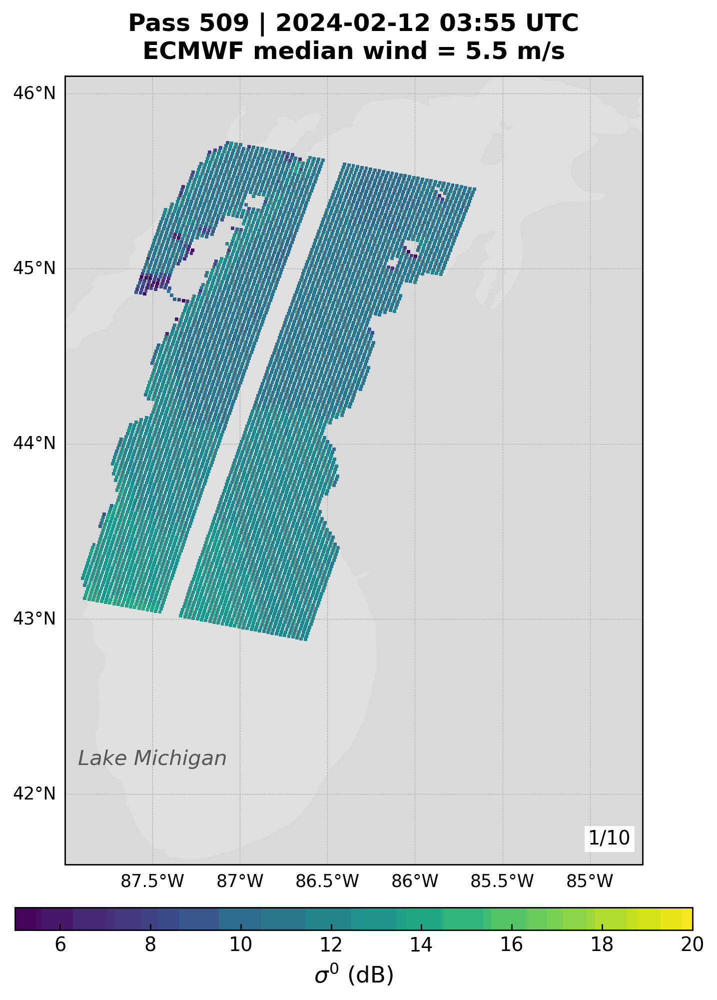 Pass 509 | 2024-02-12 03:55 UTC
ECMWF median wind = 5.5 m/s
46°N
45°N
44°N
43°N
42°N
Lake Michigan
1/10
87.5°W 87°W 86.5°W 86°W 85.5°W 85°W
6 8 10 12 14 16 18 20
σ⁰ (dB)